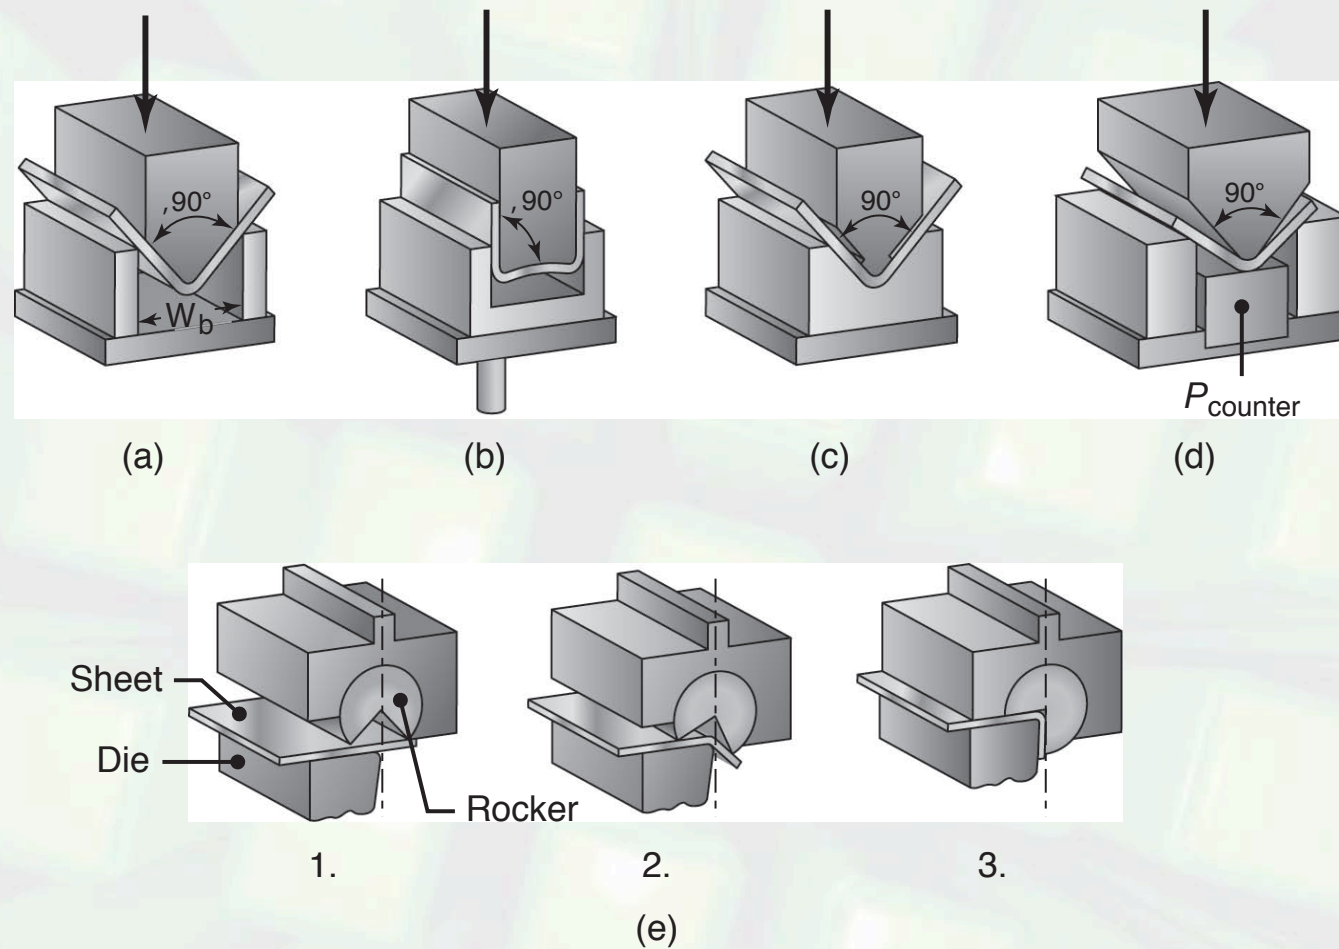 ‚90°
W_b
‚90°
90°
90°
P_counter
(a)
(b)
(c)
(d)
Sheet
Die
Rocker
1.
2.
3.
(e)